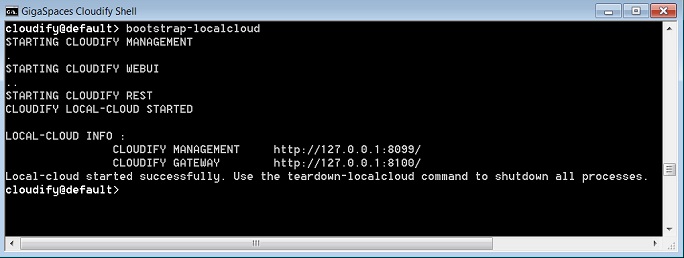 GigaSpaces Cloudify Shell
cloudify@default> bootstrap-localcloud
STARTING CLOUDIFY MANAGEMENT
.
STARTING CLOUDIFY WEBUI
..
STARTING CLOUDIFY REST
CLOUDIFY LOCAL-CLOUD STARTED
LOCAL-CLOUD INFO :
CLOUDIFY MANAGEMENT http://127.0.0.1:8099/
CLOUDIFY GATEWAY http://127.0.0.1:8100/
Local-cloud started successfully. Use the teardown-localcloud command to shutdown all processes.
cloudify@default>